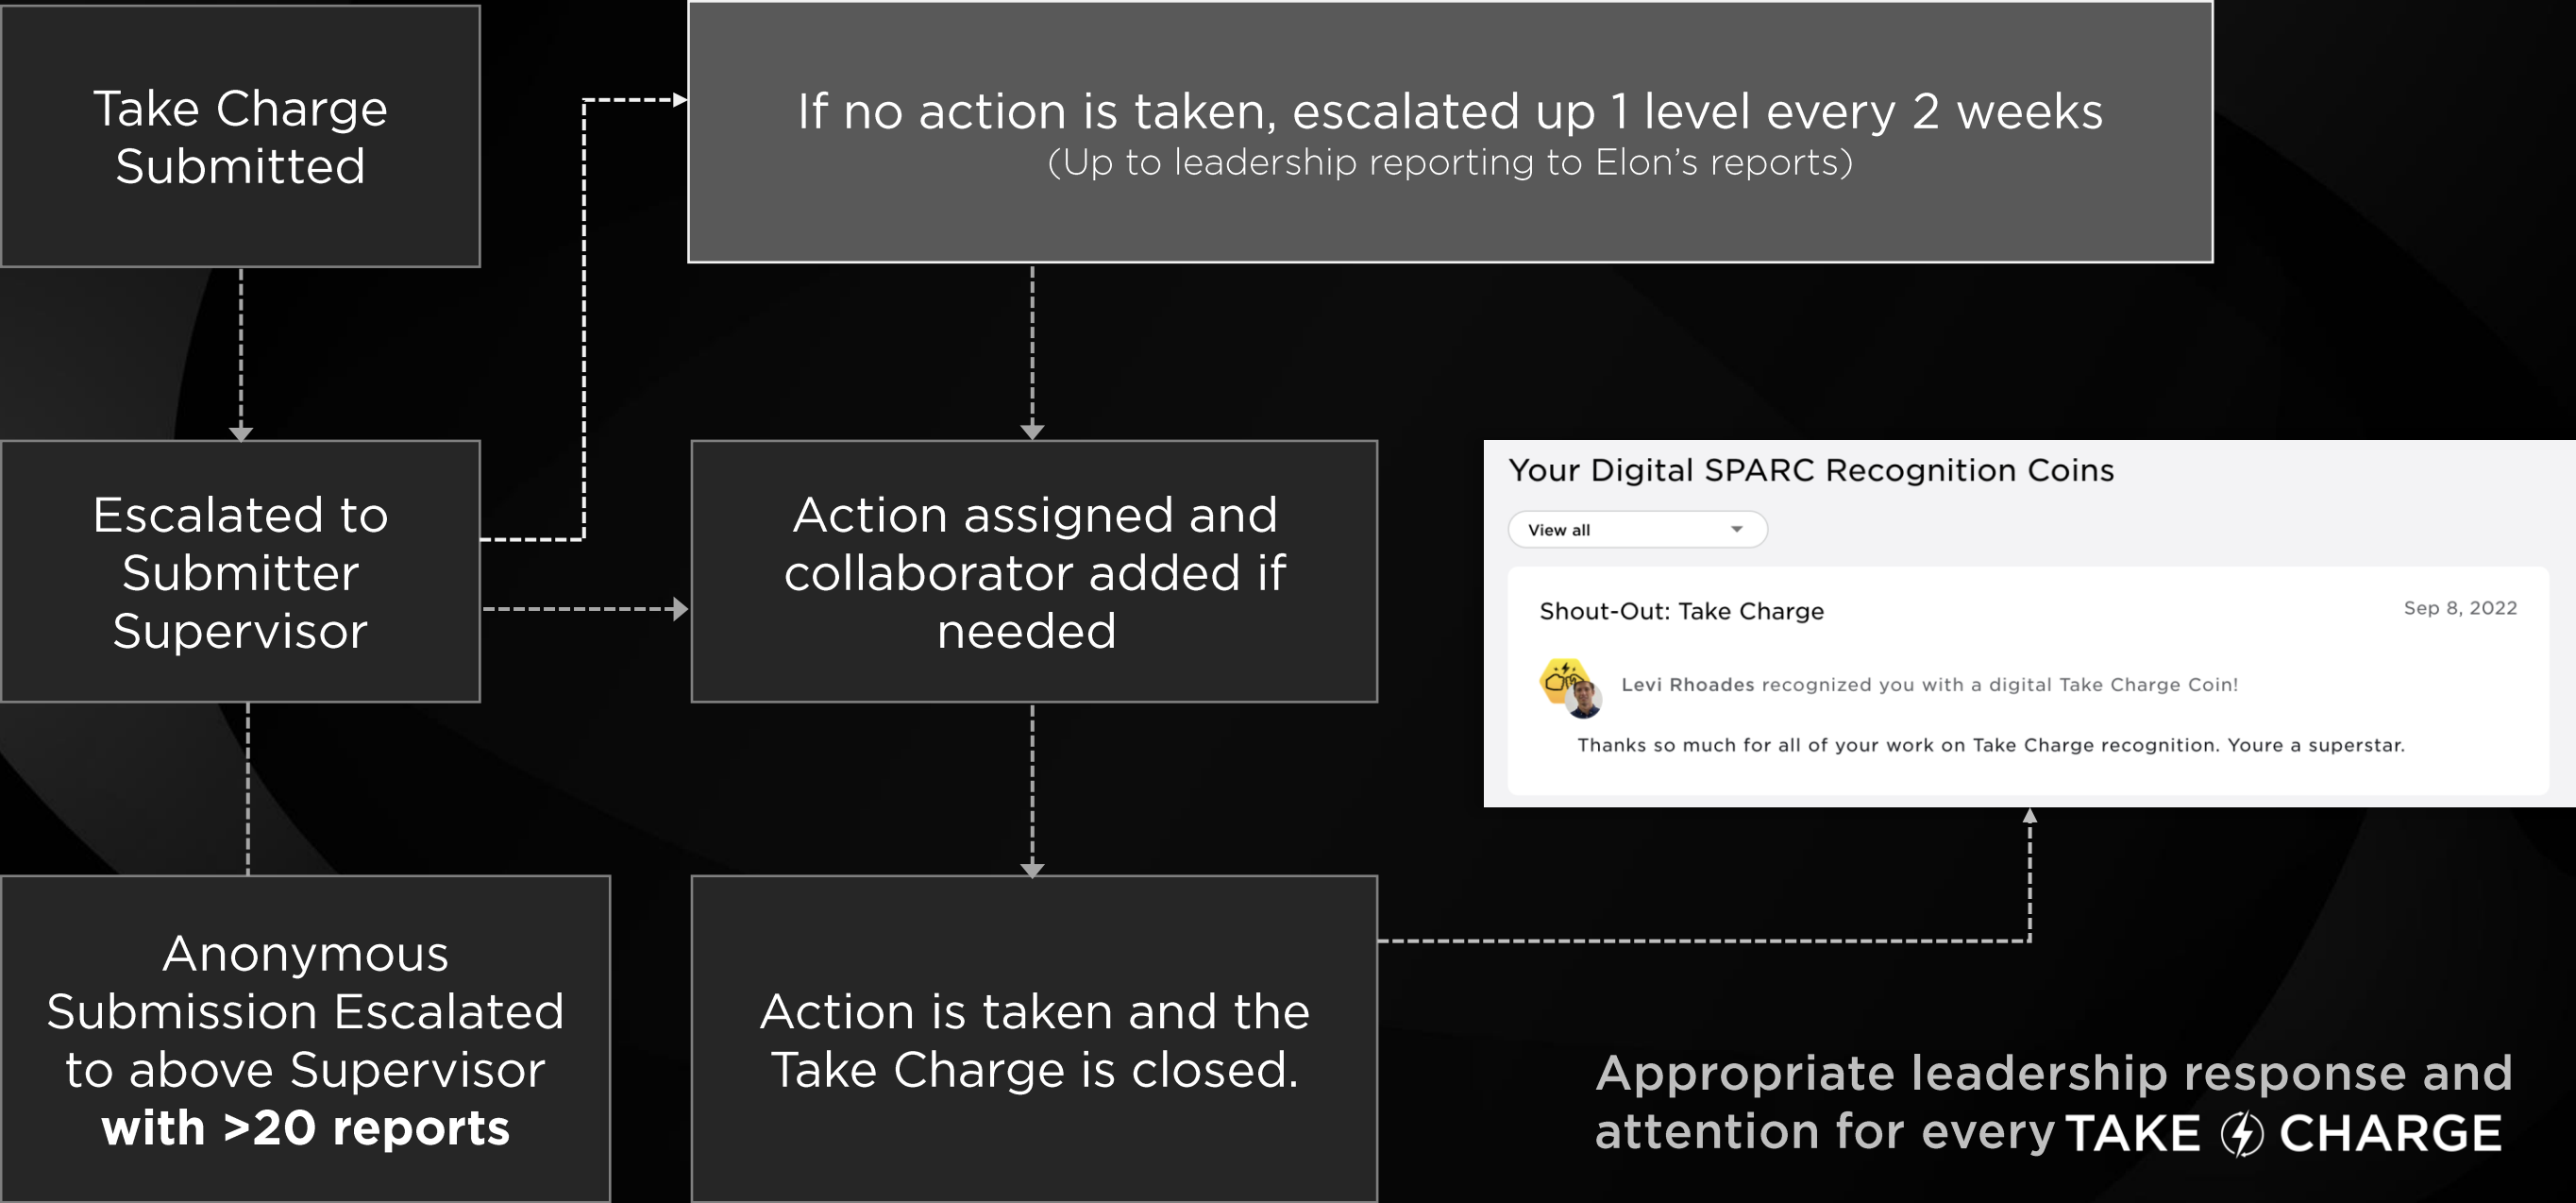 Take Charge
Submitted
If no action is taken, escalated up 1 level every 2 weeks
(Up to leadership reporting to Elon’s reports)
Escalated to
Submitter
Supervisor
Action assigned and
collaborator added if
needed
Your Digital SPARC Recognition Coins
View all
Shout-Out: Take Charge
Sep 8, 2022
Levi Rhoades recognized you with a digital Take Charge Coin!
Thanks so much for all of your work on Take Charge recognition. Youre a superstar.
Anonymous
Submission Escalated
to above Supervisor
with >20 reports
Action is taken and the
Take Charge is closed.
Appropriate leadership response and
attention for every TAKE CHARGE